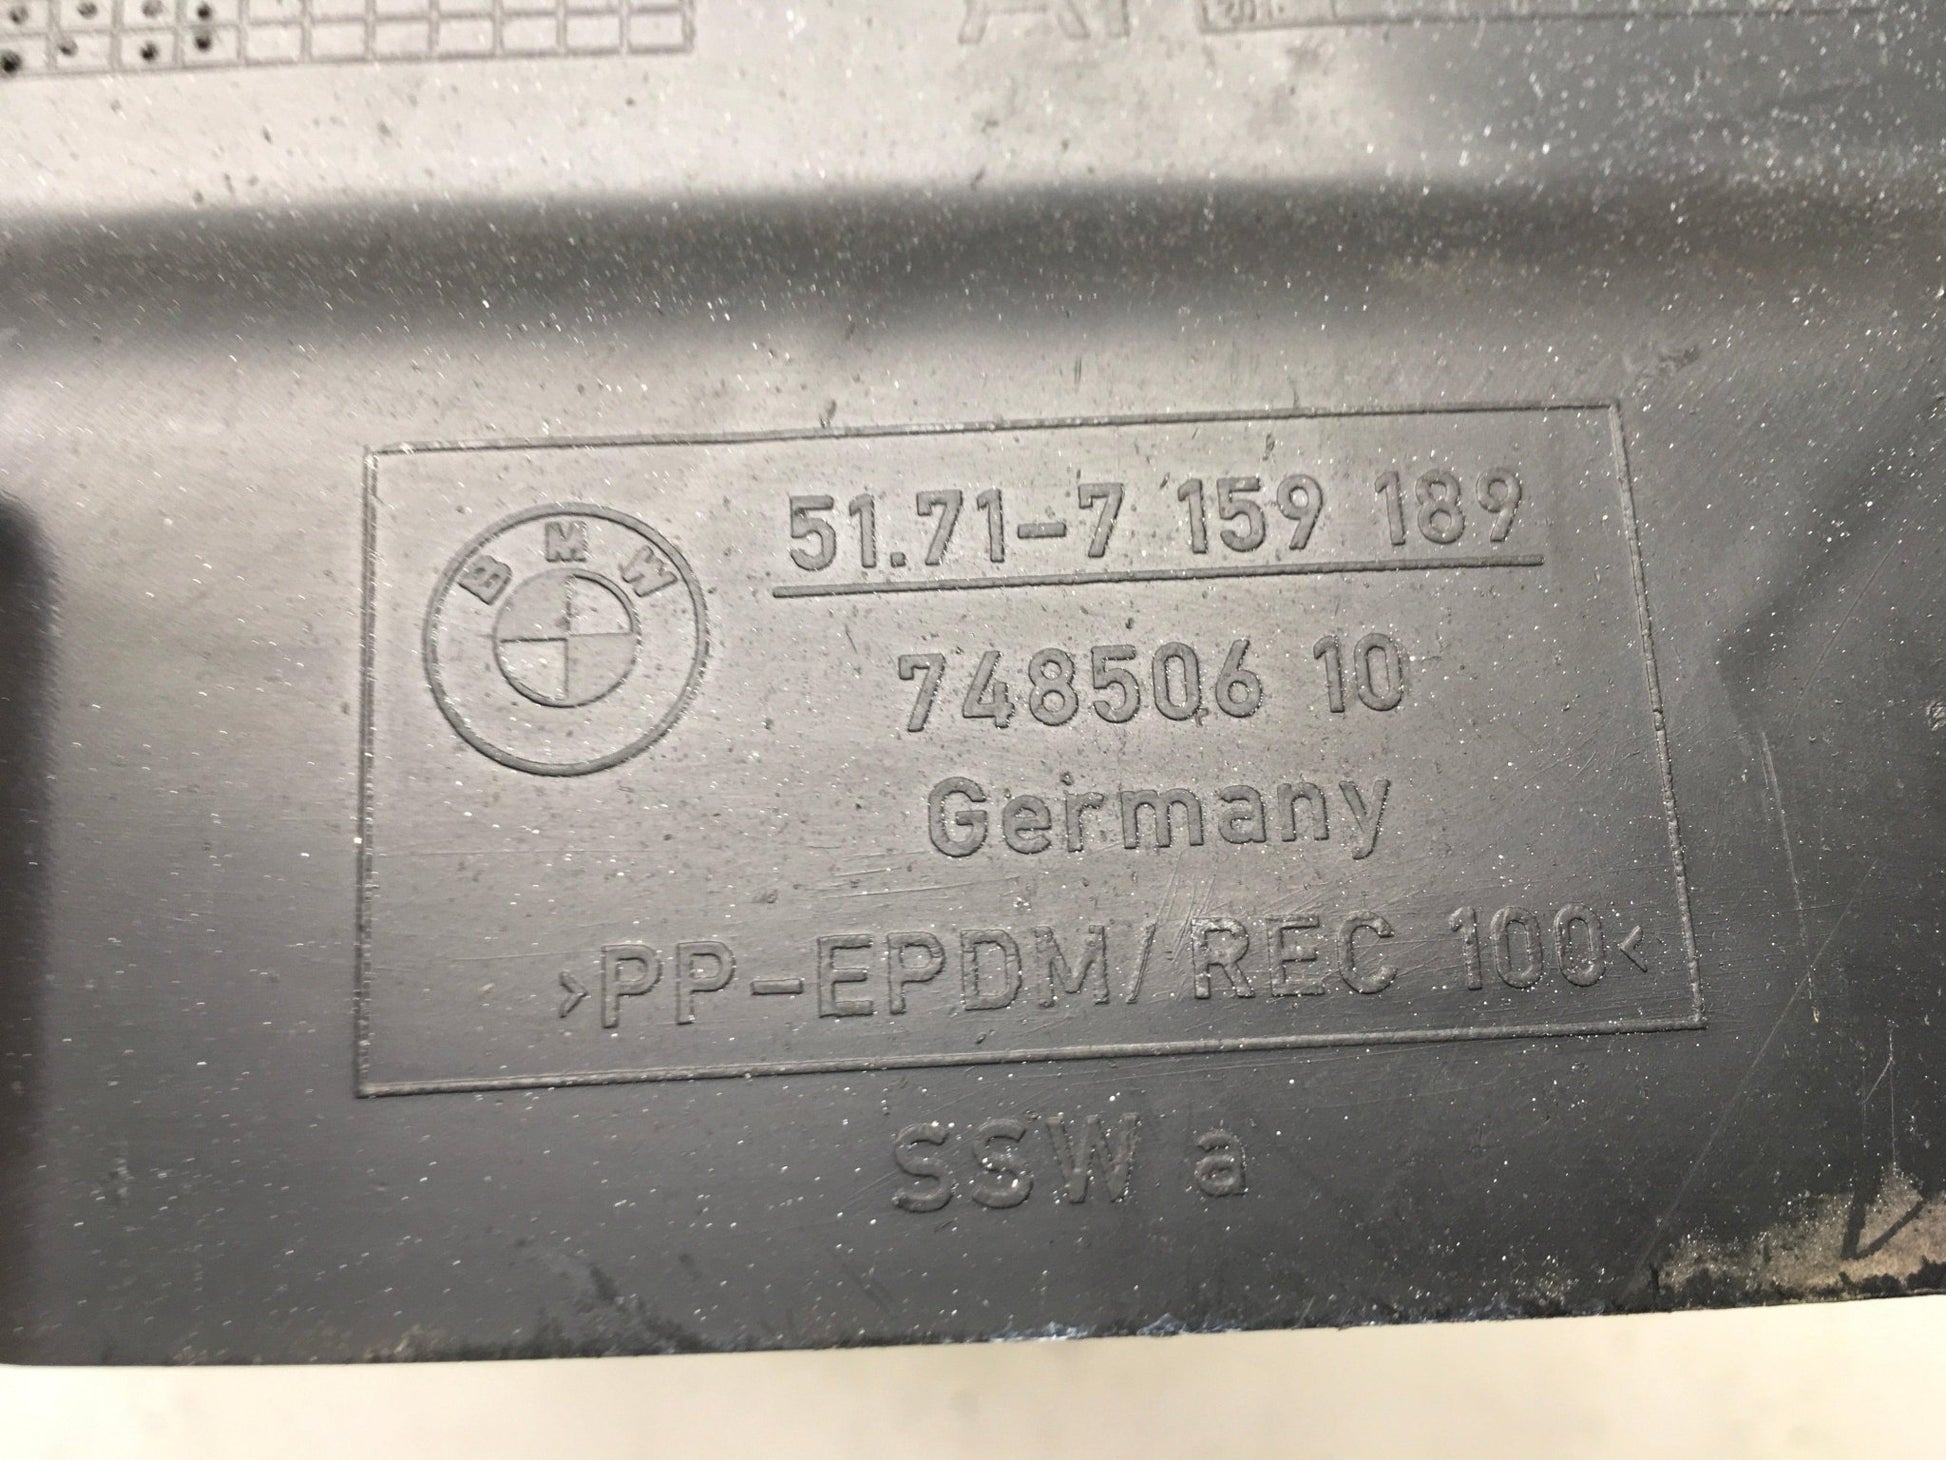 BMW
51.71-7 159 189
748506 10
Germany
>PP-EPDM/REC 100<
SSW a